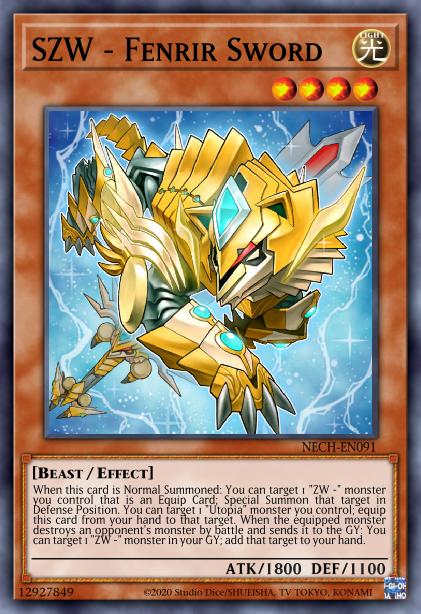 SZW - Fenrir Sword
LIGHT
光
NECH-EN091
[Beast / Effect]
When this card is Normal Summoned: You can target 1 "ZW -" monster
you control that is an Equip Card; Special Summon that target in
Defense Position. You can target 1 "Utopia" monster you control; equip
this card from your hand to that target. When the equipped monster
destroys an opponent's monster by battle and sends it to the GY: You
can target 1 "ZW -" monster in your GY; add that target to your hand.
ATK/1800 DEF/1100
12927849
©2020 Studio Dice/SHUEISHA, TV TOKYO, KONAMI